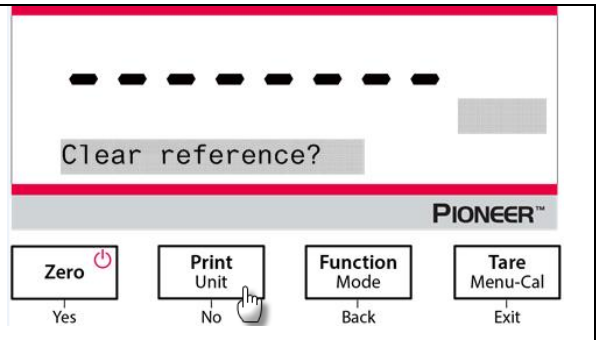 --------
Clear reference?
PIONEER™
Zero Print Function Tare
Unit Mode Menu-Cal
Yes No Back Exit